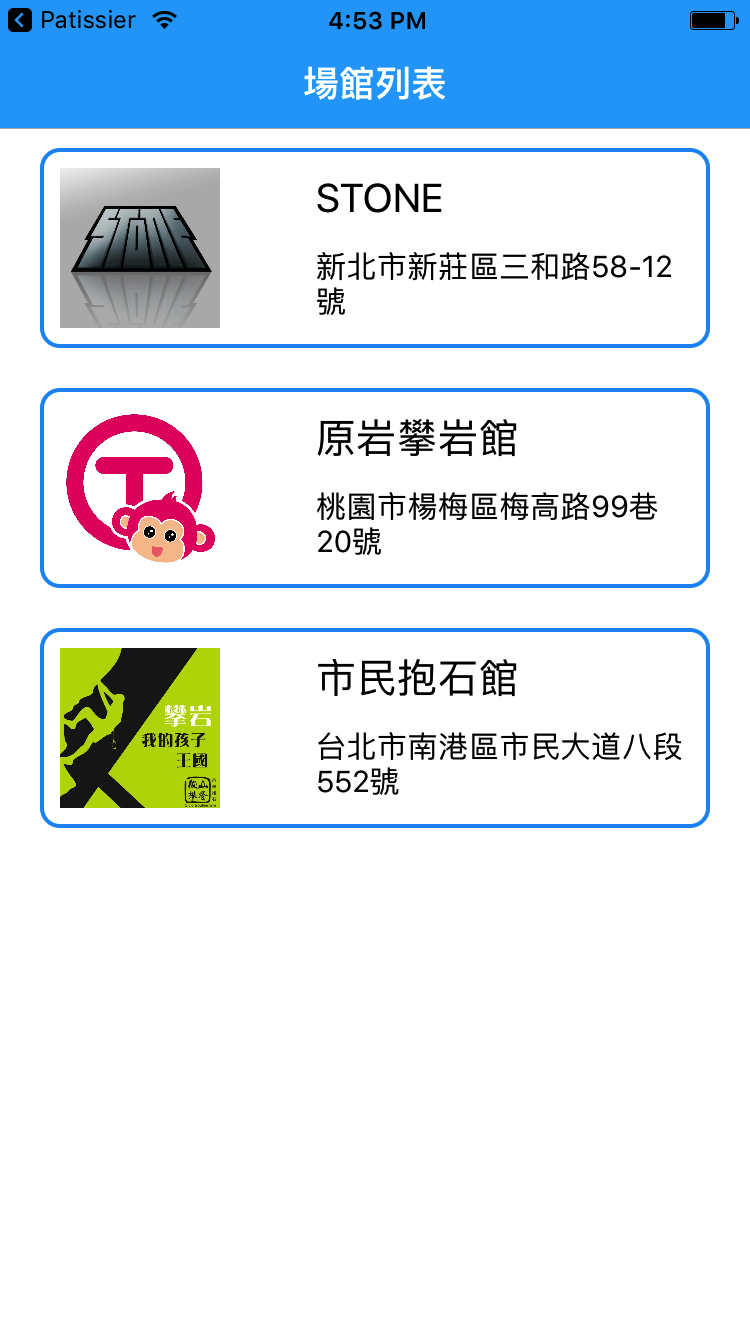 Patissier
4:53 PM
場館列表
STONE
STONE
新北市新莊區三和路58-12
號
T
原岩攀岩館
桃園市楊梅區梅高路99巷
20號
攀岩
我的孩子
王國
市民抱石館
台北市南港區市民大道八段
552號